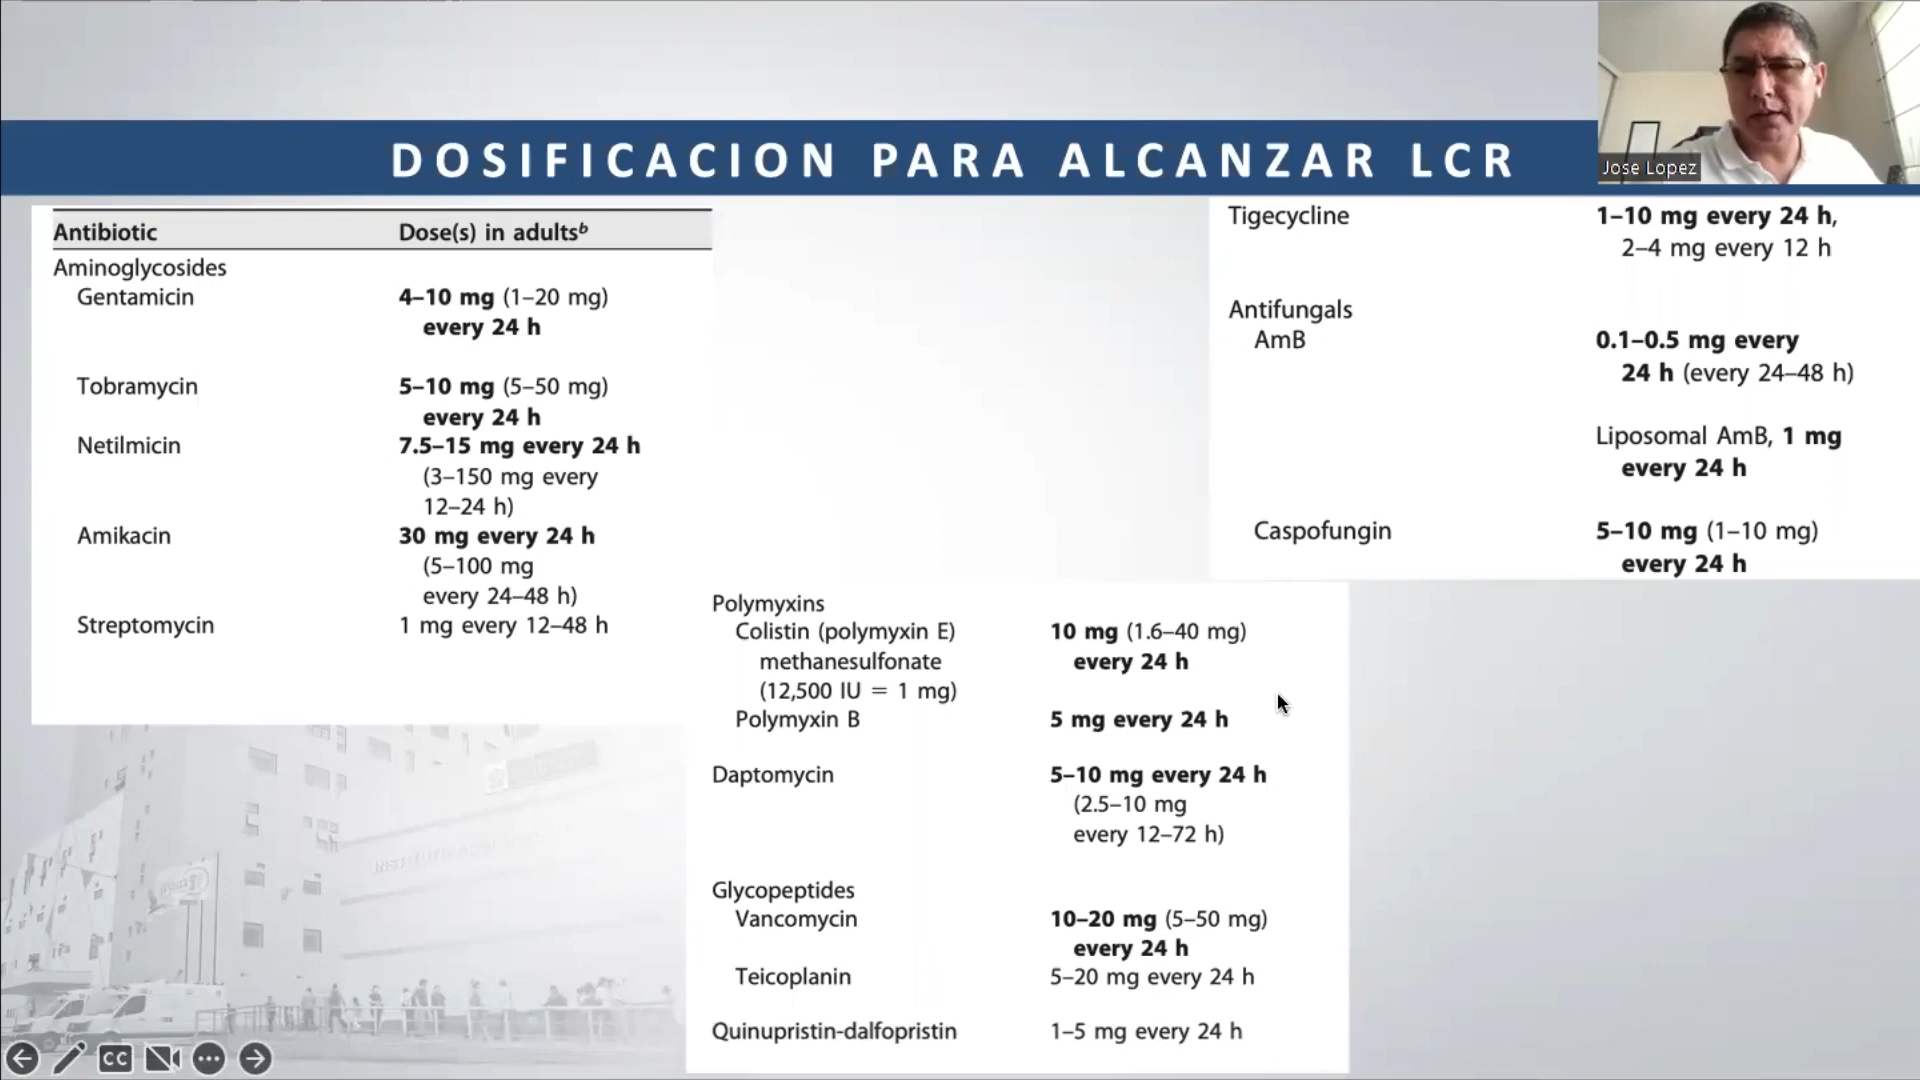 DOSIFICACION PARA ALCANZAR LCR
Jose Lopez
Antibiotic Dose(s) in adultsᵇ
Aminoglycosides
Gentamicin 4–10 mg (1–20 mg)
every 24 h
Tobramycin 5–10 mg (5–50 mg)
every 24 h
Netilmicin 7.5–15 mg every 24 h
(3–150 mg every
12–24 h)
Amikacin 30 mg every 24 h
(5–100 mg
every 24–48 h)
Streptomycin 1 mg every 12–48 h
Polymyxins
Colistin (polymyxin E) 10 mg (1.6–40 mg)
methanesulfonate every 24 h
(12,500 IU = 1 mg)
Polymyxin B 5 mg every 24 h
Daptomycin 5–10 mg every 24 h
(2.5–10 mg
every 12–72 h)
Glycopeptides
Vancomycin 10–20 mg (5–50 mg)
every 24 h
Teicoplanin 5–20 mg every 24 h
Quinupristin-dalfopristin 1–5 mg every 24 h
Tigecycline 1–10 mg every 24 h,
2–4 mg every 12 h
Antifungals
AmB 0.1–0.5 mg every
24 h (every 24–48 h)
Liposomal AmB, 1 mg
every 24 h
Caspofungin 5–10 mg (1–10 mg)
every 24 h
CC